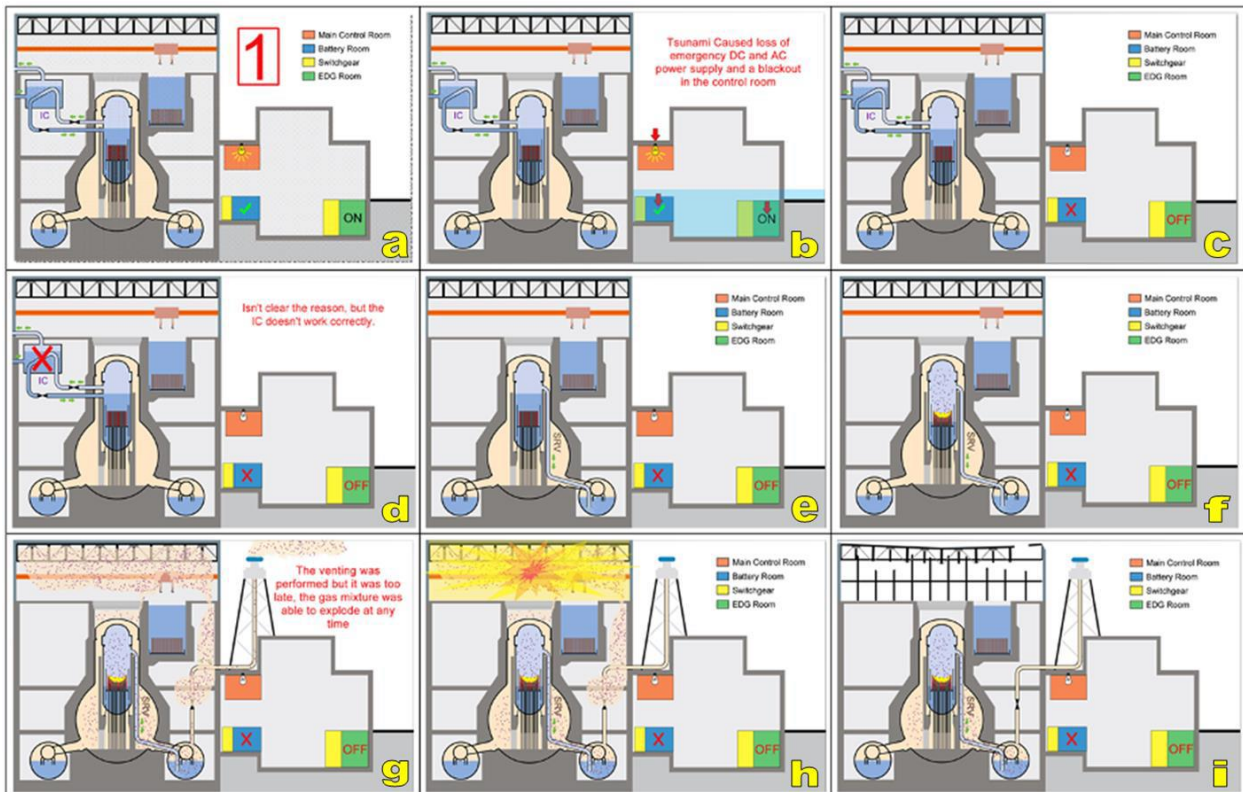 1
Main Control Room
Battery Room
Switchgear
EDG Room
IC
ON
a
Tsunami Caused loss of
emergency DC and AC
power supply and a blackout
in the control room
IC
ON
b
Main Control Room
Battery Room
Switchgear
EDG Room
IC
X
OFF
c
Isn't clear the reason, but the
IC doesn't work correctly.
X
IC
X
OFF
d
Main Control Room
Battery Room
Switchgear
EDG Room
SRV
X
OFF
e
Main Control Room
Battery Room
Switchgear
EDG Room
SRV
X
OFF
f
The venting was
performed but it was too
late, the gas mixture was
able to explode at any
time
SRV
X
OFF
g
Main Control Room
Battery Room
Switchgear
EDG Room
SRV
X
OFF
h
Main Control Room
Battery Room
Switchgear
EDG Room
SRV
X
OFF
i